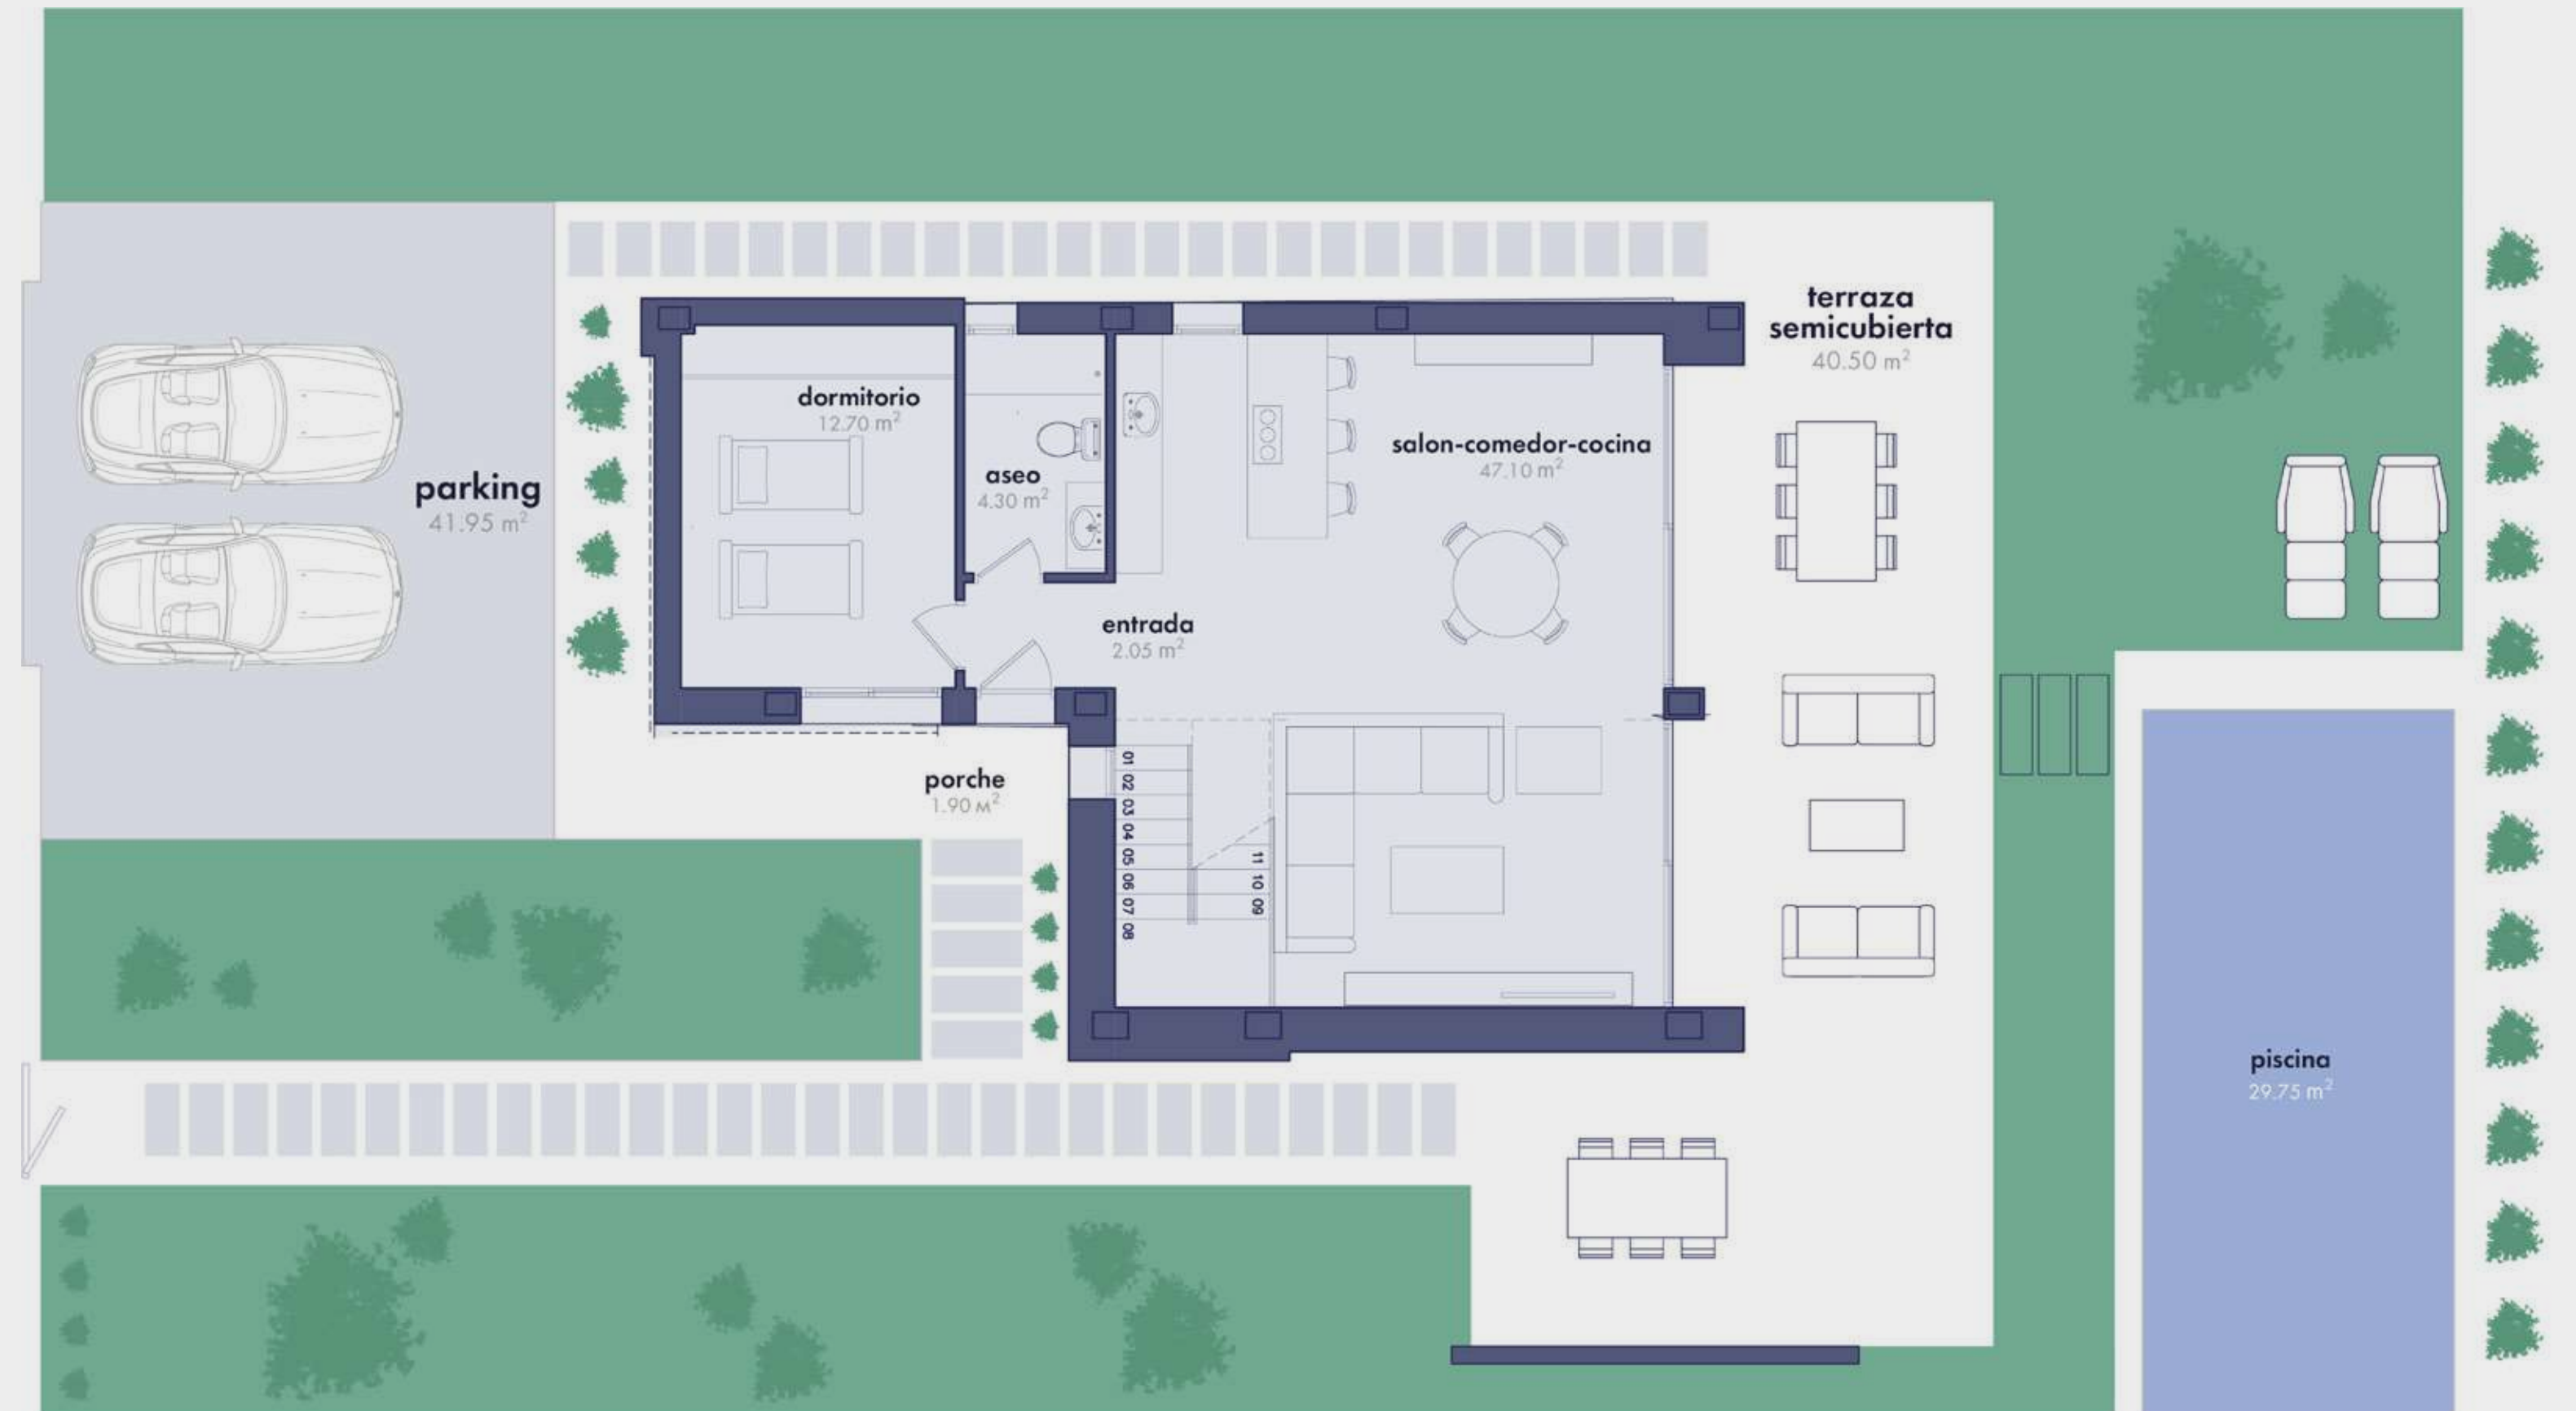 terraza
semicubierta
40.50 m²
dormitorio
12.70 m²
salon-comedor-cocina
47.10 m²
aseo
4.30 m²
parking
41.95 m²
entrada
2.05 m²
porche
1.90 м²
01
02
03
04
05
06
07
08
11
10
09
piscina
29.75 m²